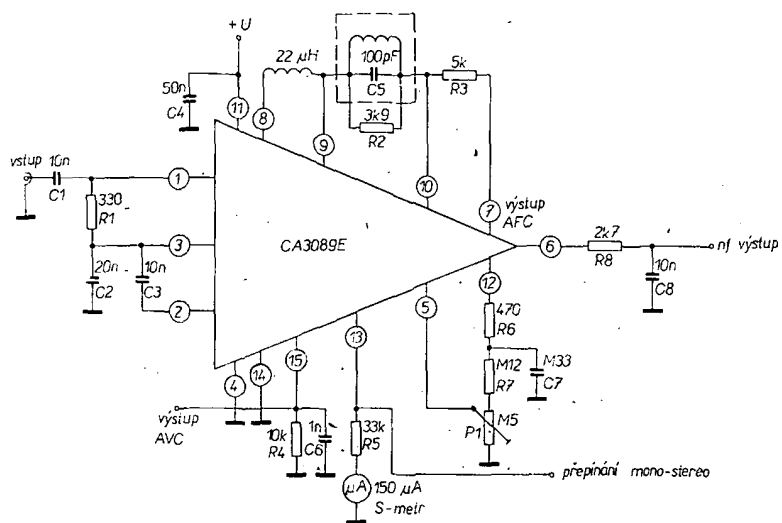 +U
22 µH
100pF
C5
5k
R3
50n
C4
11
8
3k9
R2
9
vstup
10n
C1
1
10
7
výstup
AFC
330
R1
3
CA3089E
6
2k7
R8
nf výstup
20n
C2
10n
C3
2
12
10n
C8
5
470
R6
13
15
14
4
M12
R7
M33
C7
výstup
AVC
10k
R4
1n
C6
33k
R5
M5
P1
µA
150 µA
S-metr
přepínání mono-stereo